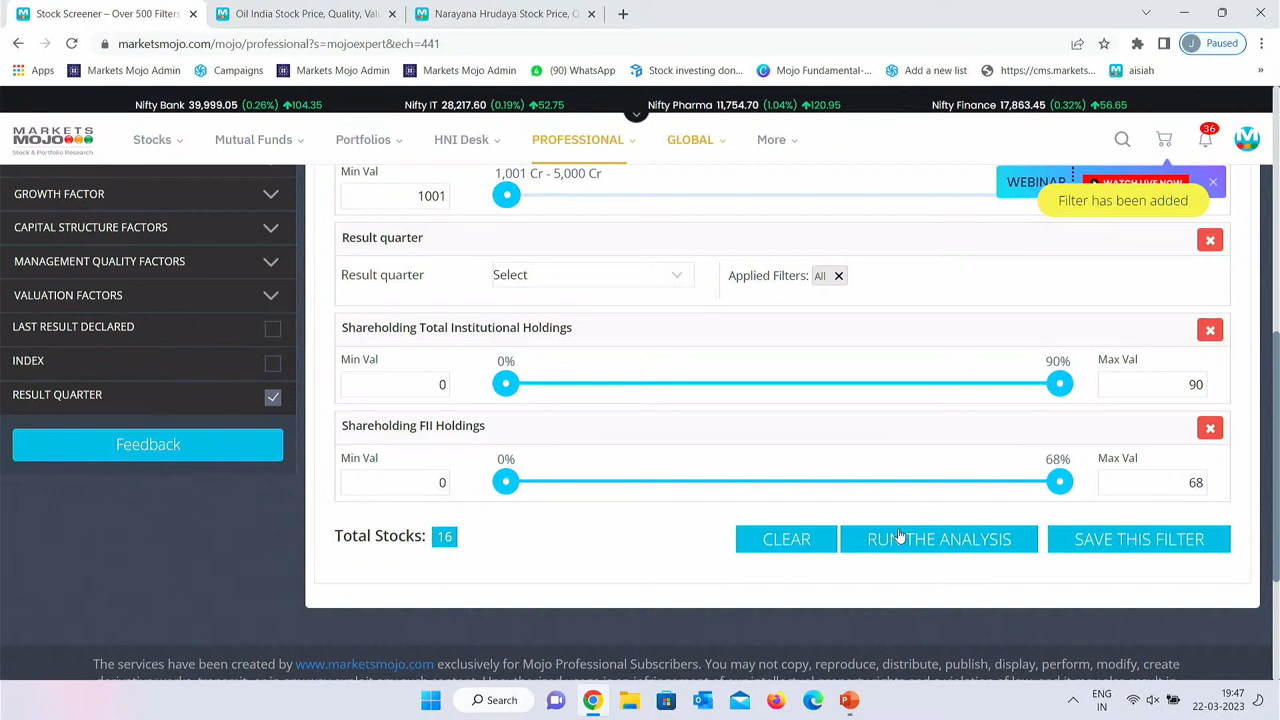 Stock Screener – Over 500 Filters
Oil India Stock Price, Quality, Val
Narayana Hrudaya Stock Price, Q
marketsmojo.com/mojo/professional?s=mojoexpert&tech=441
J Paused
Apps Markets Mojo Admin Campaigns Markets Mojo Admin Markets Mojo Admin (90) WhatsApp Stock investing don... Mojo Fundamental-... Add a new list https://cms.markets... aisiah »
Nifty Bank 39,999.05 (0.26%) 104.35 Nifty IT 28,217.60 (0.19%) 52.75 Nifty Pharma 11,754.70 (1.04%) 120.95 Nifty Finance 17,863.45 (0.32%) 56.65
MARKETS MOJO
Stock & Portfolio Research
Stocks Mutual Funds Portfolios HNI Desk PROFESSIONAL GLOBAL More 36
GROWTH FACTOR
CAPITAL STRUCTURE FACTORS
MANAGEMENT QUALITY FACTORS
VALUATION FACTORS
LAST RESULT DECLARED
INDEX
RESULT QUARTER
Feedback
Min Val 1,001 Cr - 5,000 Cr
1001
WEBINAR WATCH LIVE NOW
Filter has been added
Result quarter
Result quarter Select Applied Filters: All
Shareholding Total Institutional Holdings
Min Val 0% 90% Max Val
0 90
Shareholding FII Holdings
Min Val 0% 68% Max Val
0 68
Total Stocks: 16 CLEAR RUN THE ANALYSIS SAVE THIS FILTER
The services have been created by www.marketsmojo.com exclusively for Mojo Professional Subscribers. You may not copy, reproduce, distribute, publish, display, perform, modify, create
Search
ENG
IN
19:47
22-03-2023